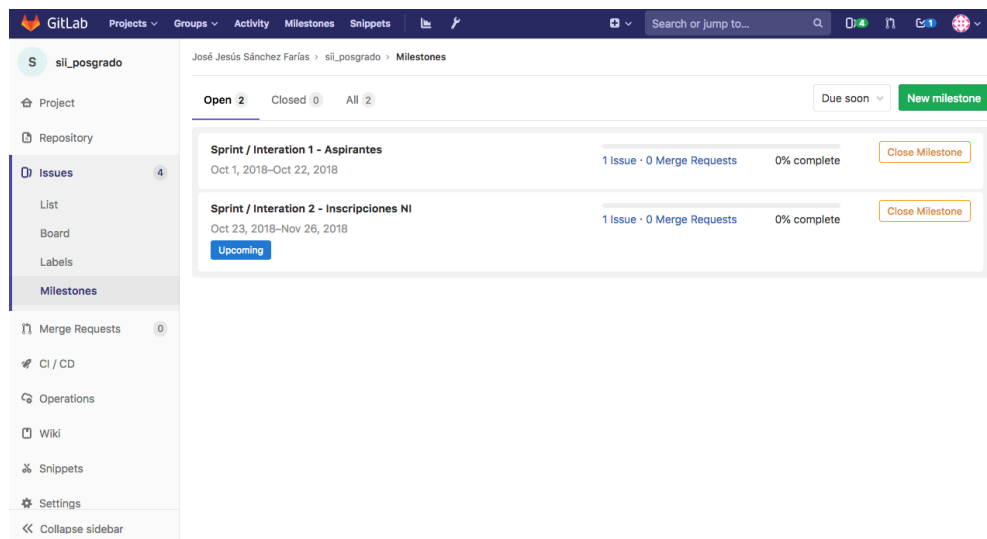 GitLab Projects Groups Activity Milestones Snippets Search or jump to... 4 1
S sii_posgrado
José Jesús Sánchez Farías › sii_posgrado › Milestones
Project
Repository
Issues 4
List
Board
Labels
Milestones
Merge Requests 0
CI / CD
Operations
Wiki
Snippets
Settings
Collapse sidebar
Open 2 Closed 0 All 2 Due soon New milestone
Sprint / Interation 1 - Aspirantes
Oct 1, 2018–Oct 22, 2018
1 Issue · 0 Merge Requests 0% complete
Close Milestone
Sprint / Interation 2 - Inscripciones NI
Oct 23, 2018–Nov 26, 2018
Upcoming
1 Issue · 0 Merge Requests 0% complete
Close Milestone